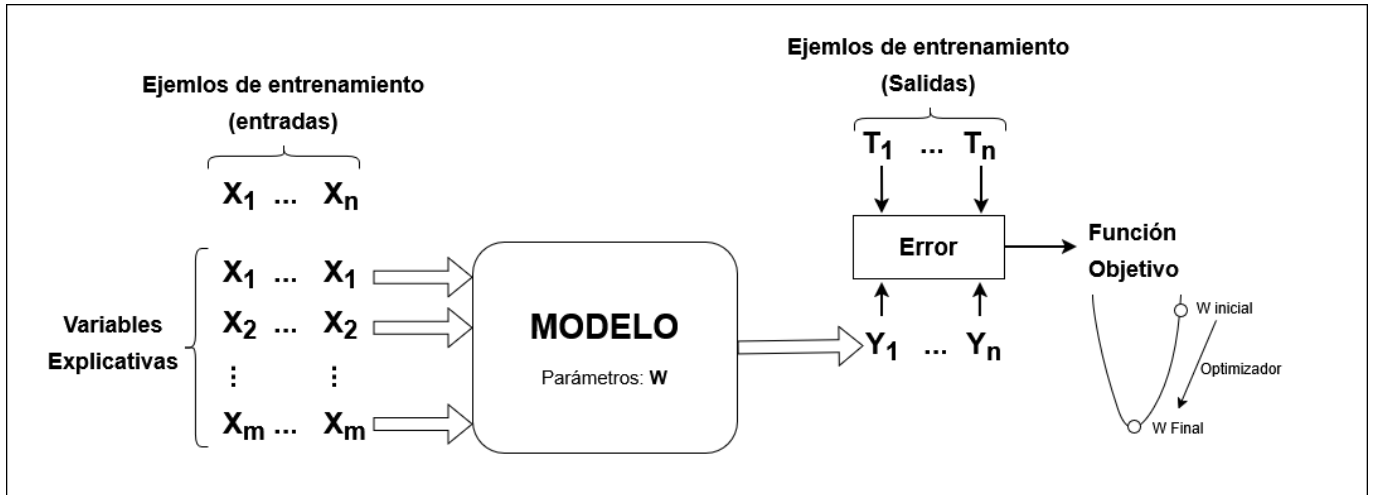 Ejemlos de entrenamiento
(entradas)
X1 ... Xn
Variables
Explicativas
X1 ... X1
X2 ... X2
⋮ ⋮
Xm ... Xm
MODELO
Parámetros: W
Ejemlos de entrenamiento
(Salidas)
T1 ... Tn
Error
Y1 ... Yn
Función
Objetivo
W inicial
Optimizador
W Final